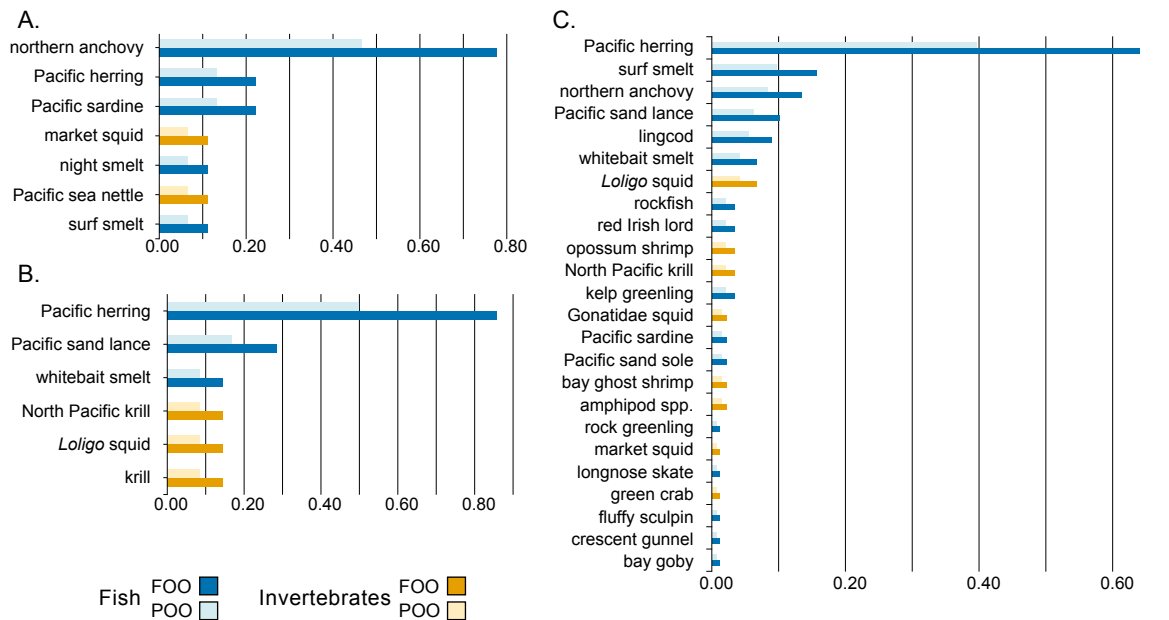 A.
northern anchovy
Pacific herring
Pacific sardine
market squid
night smelt
Pacific sea nettle
surf smelt
0.00 0.20 0.40 0.60 0.80
B.
Pacific herring
Pacific sand lance
whitebait smelt
North Pacific krill
Loligo squid
krill
0.00 0.20 0.40 0.60 0.80
C.
Pacific herring
surf smelt
northern anchovy
Pacific sand lance
lingcod
whitebait smelt
Loligo squid
rockfish
red Irish lord
opossum shrimp
North Pacific krill
kelp greenling
Gonatidae squid
Pacific sardine
Pacific sand sole
bay ghost shrimp
amphipod spp.
rock greenling
market squid
longnose skate
green crab
fluffy sculpin
crescent gunnel
bay goby
0.00 0.20 0.40 0.60
Fish
FOO
POO
Invertebrates
FOO
POO